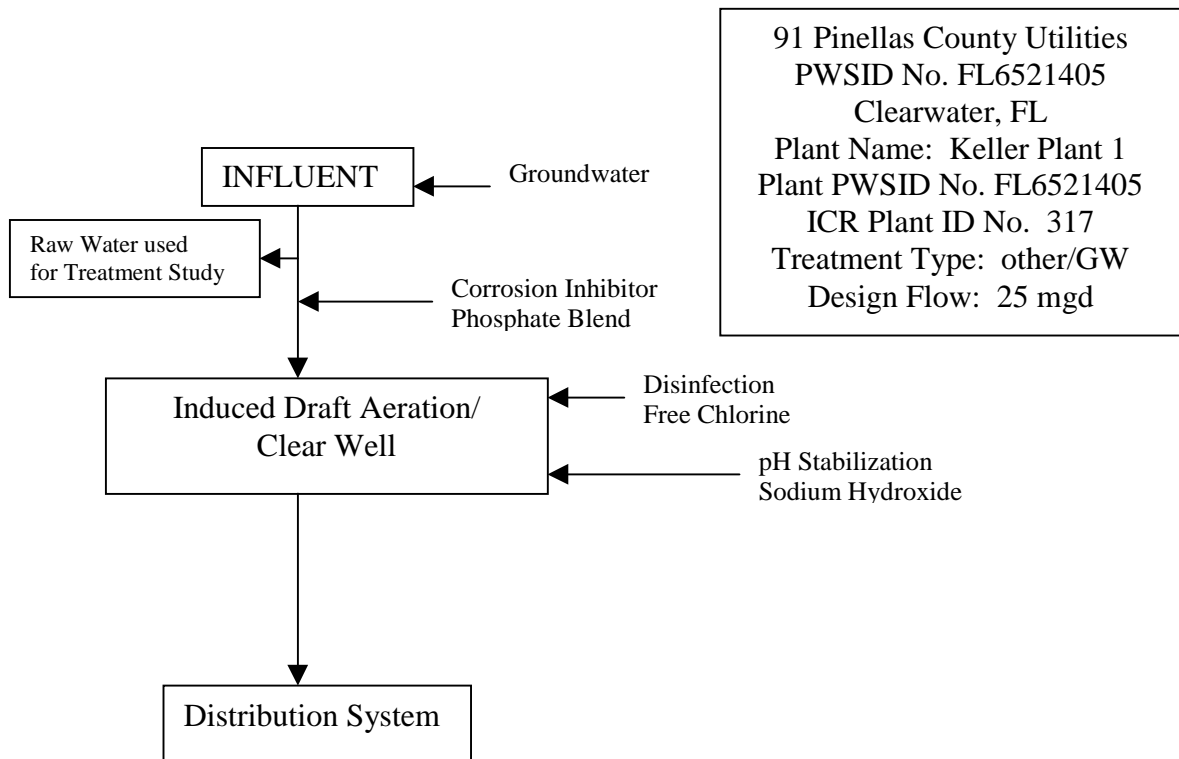 91 Pinellas County Utilities
PWSID No. FL6521405
Clearwater, FL
Plant Name:  Keller Plant 1
Plant PWSID No. FL6521405
ICR Plant ID No.  317
Treatment Type:  other/GW
Design Flow:  25 mgd
INFLUENT
Groundwater
Raw Water used
for Treatment Study
Corrosion Inhibitor
Phosphate Blend
Induced Draft Aeration/
Clear Well
Disinfection
Free Chlorine
pH Stabilization
Sodium Hydroxide
Distribution System